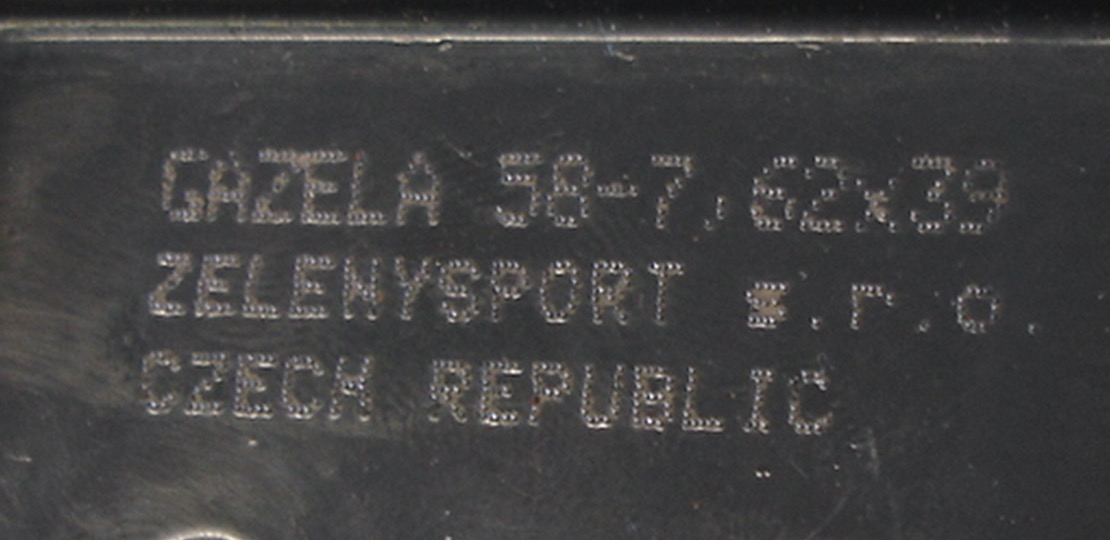 GAZELA 58-7,62x39
ZELENYSPORT s.r.o.
CZECH REPUBLIC